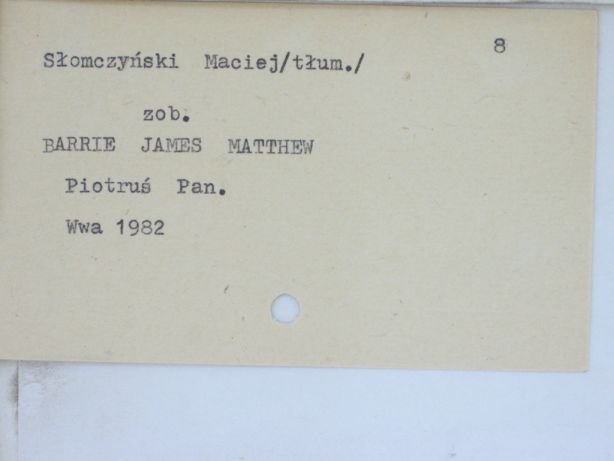 8
Słomczyński Maciej/tłum./
zob.
BARRIE JAMES MATTHEW
Piotruś Pan.
Wwa 1982